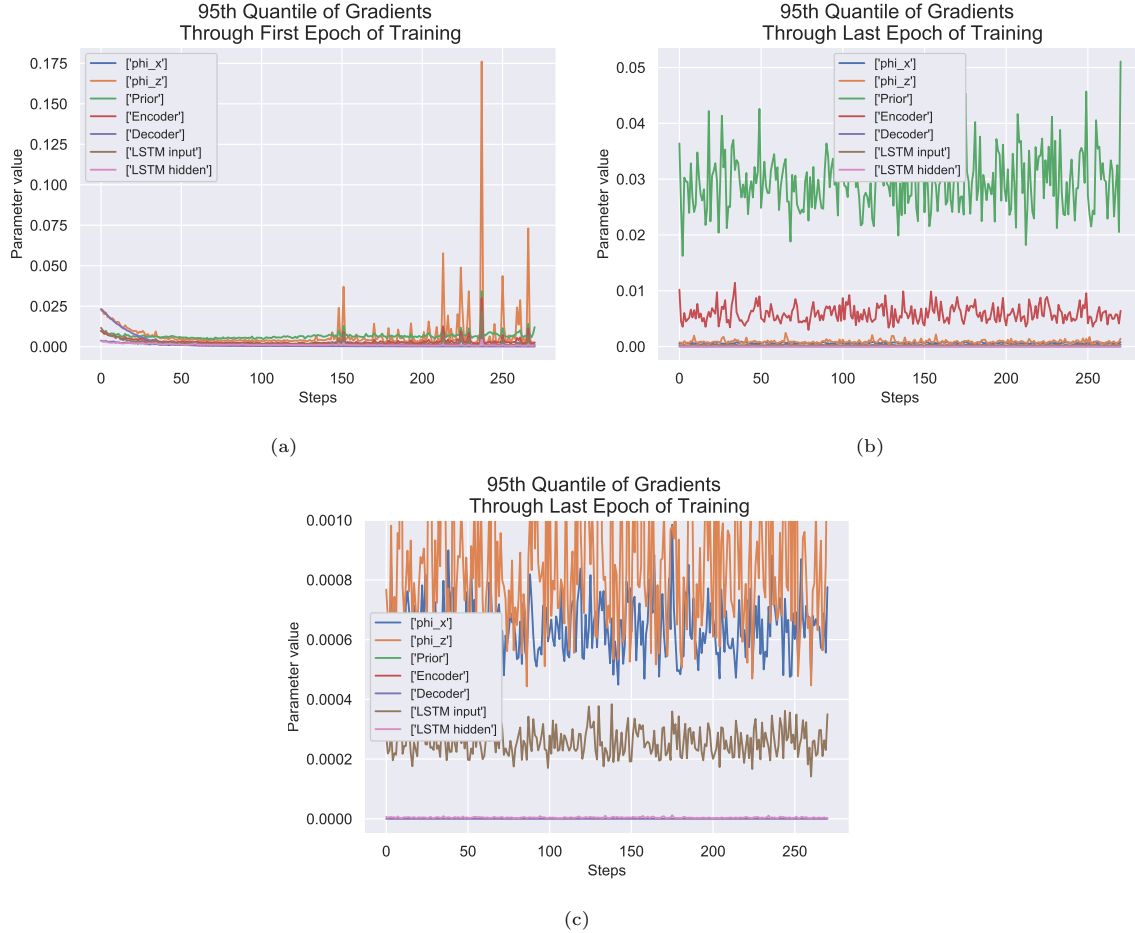 95th Quantile of Gradients
Through First Epoch of Training
Parameter value
0.175
0.150
0.125
0.100
0.075
0.050
0.025
0.000
['phi_x']
['phi_z']
['Prior']
['Encoder']
['Decoder']
['LSTM input']
['LSTM hidden']
0 50 100 150 200 250
Steps
(a)
95th Quantile of Gradients
Through Last Epoch of Training
Parameter value
0.05
0.04
0.03
0.02
0.01
0.00
['phi_x']
['phi_z']
['Prior']
['Encoder']
['Decoder']
['LSTM input']
['LSTM hidden']
0 50 100 150 200 250
Steps
(b)
95th Quantile of Gradients
Through Last Epoch of Training
Parameter value
0.0010
0.0008
0.0006
0.0004
0.0002
0.0000
['phi_x']
['phi_z']
['Prior']
['Encoder']
['Decoder']
['LSTM input']
['LSTM hidden']
0 50 100 150 200 250
Steps
(c)